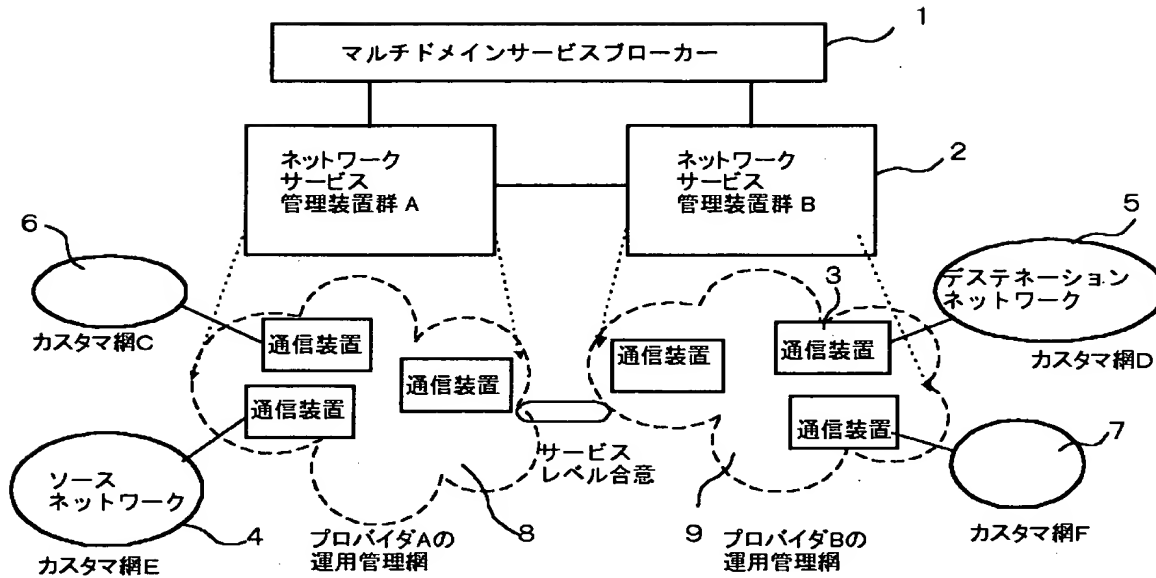 1
マルチドメインサービスブローカー
ネットワーク
サービス
管理装置群 A
ネットワーク
サービス
管理装置群 B
2
6
カスタマ網C
5
デステネーション
ネットワーク
カスタマ網D
通信装置
通信装置
通信装置
通信装置
3
通信装置
通信装置
サービス
レベル合意
ソース
ネットワーク
4
カスタマ網E
プロバイダAの
運用管理網
8
9
プロバイダBの
運用管理網
7
カスタマ網F